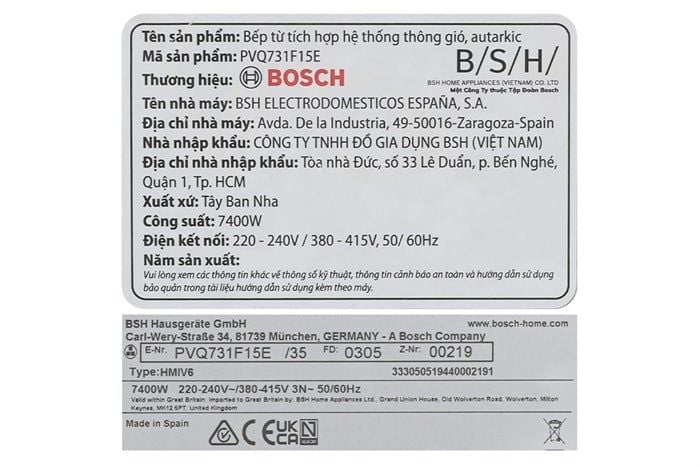 Tên sản phẩm: Bếp từ tích hợp hệ thống thông gió, autarkic
Mã sản phẩm: PVQ731F15E
B/S/H/
BSH HOME APPLIANCES (VIETNAM) CO. LTD
Một Công Ty thuộc Tập Đoàn Bosch
Thương hiệu: BOSCH
Tên nhà máy: BSH ELECTRODOMESTICOS ESPAÑA, S.A.
Địa chỉ nhà máy: Avda. De la Industria, 49-50016-Zaragoza-Spain
Nhà nhập khẩu: CÔNG TY TNHH ĐỒ GIA DỤNG BSH (VIỆT NAM)
Địa chỉ nhà nhập khẩu: Tòa nhà Đức, số 33 Lê Duẩn, p. Bến Nghé,
Quận 1, Tp. HCM
Xuất xứ: Tây Ban Nha
Công suất: 7400W
Điện kết nối: 220 - 240V / 380 - 415V, 50/ 60Hz
Năm sản xuất:
Vui lòng xem các thông tin khác về thông số kỹ thuật, thông tin cảnh báo an toàn và hướng dẫn sử dụng
bảo quản trong tài liệu hướng dẫn sử dụng kèm theo máy.
BSH Hausgeräte GmbH www.bosch-home.com
Carl-Wery-Straße 34, 81739 München, GERMANY - A Bosch Company
E-Nr. PVQ731F15E /35 FD: 0305 Z-Nr: 00219
Type: HMIV6 333050519440002191
7400W 220-240V~/380-415V 3N~ 50/60Hz
Valid within Great Britain: Imported to Great Britain by: BSH Home Appliances Ltd., Grand Union House, Old Wolverton Road, Wolverton, Milton
Keynes, MK12 5PT, United Kingdom
Made in Spain CE UK CA